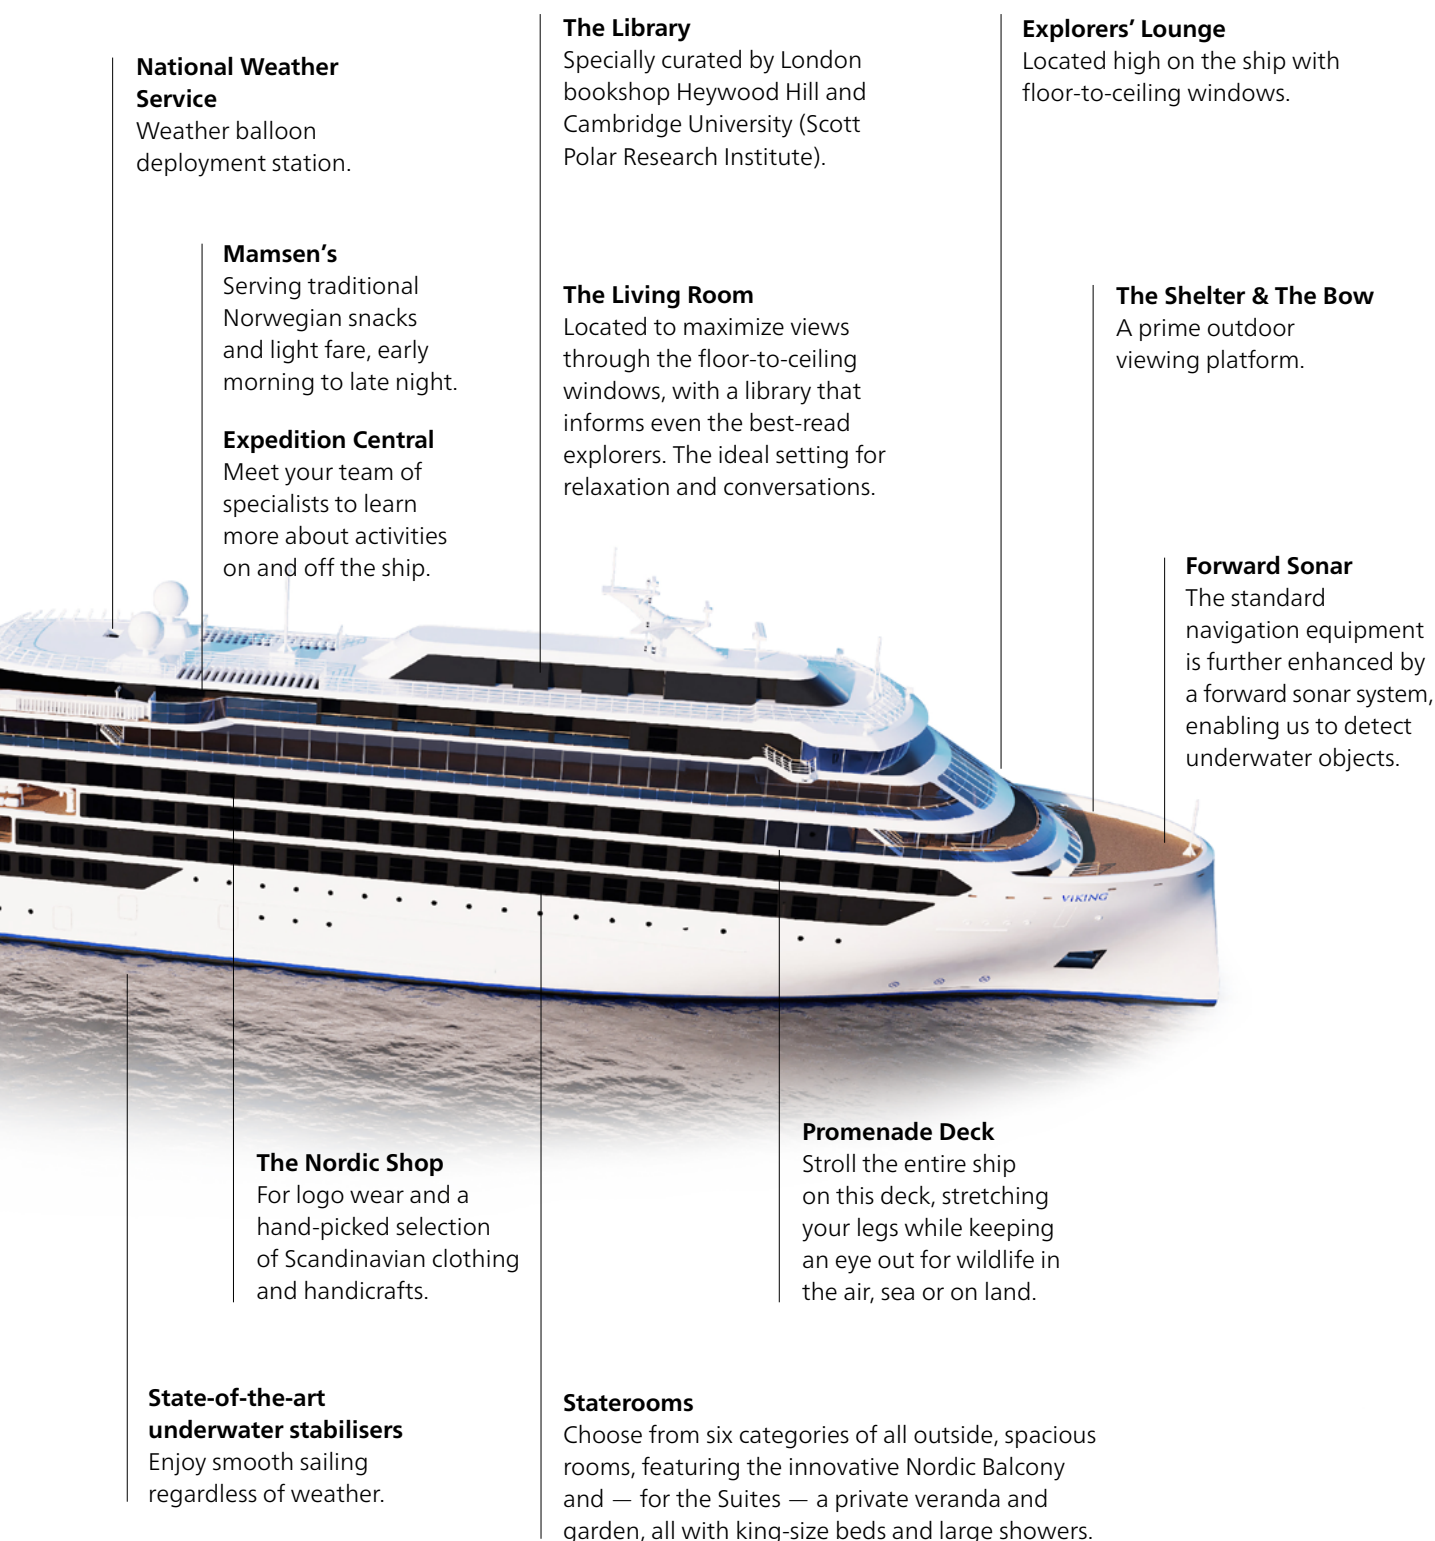 National Weather
Service
Weather balloon
deployment station.
The Library
Specially curated by London
bookshop Heywood Hill and
Cambridge University (Scott
Polar Research Institute).
Explorers’ Lounge
Located high on the ship with
floor-to-ceiling windows.
Mamsen’s
Serving traditional
Norwegian snacks
and light fare, early
morning to late night.
Expedition Central
Meet your team of
specialists to learn
more about activities
on and off the ship.
The Living Room
Located to maximize views
through the floor-to-ceiling
windows, with a library that
informs even the best-read
explorers. The ideal setting for
relaxation and conversations.
The Shelter & The Bow
A prime outdoor
viewing platform.
Forward Sonar
The standard
navigation equipment
is further enhanced by
a forward sonar system,
enabling us to detect
underwater objects.
VIKING
The Nordic Shop
For logo wear and a
hand-picked selection
of Scandinavian clothing
and handicrafts.
Promenade Deck
Stroll the entire ship
on this deck, stretching
your legs while keeping
an eye out for wildlife in
the air, sea or on land.
State-of-the-art
underwater stabilisers
Enjoy smooth sailing
regardless of weather.
Staterooms
Choose from six categories of all outside, spacious
rooms, featuring the innovative Nordic Balcony
and — for the Suites — a private veranda and
garden, all with king-size beds and large showers.